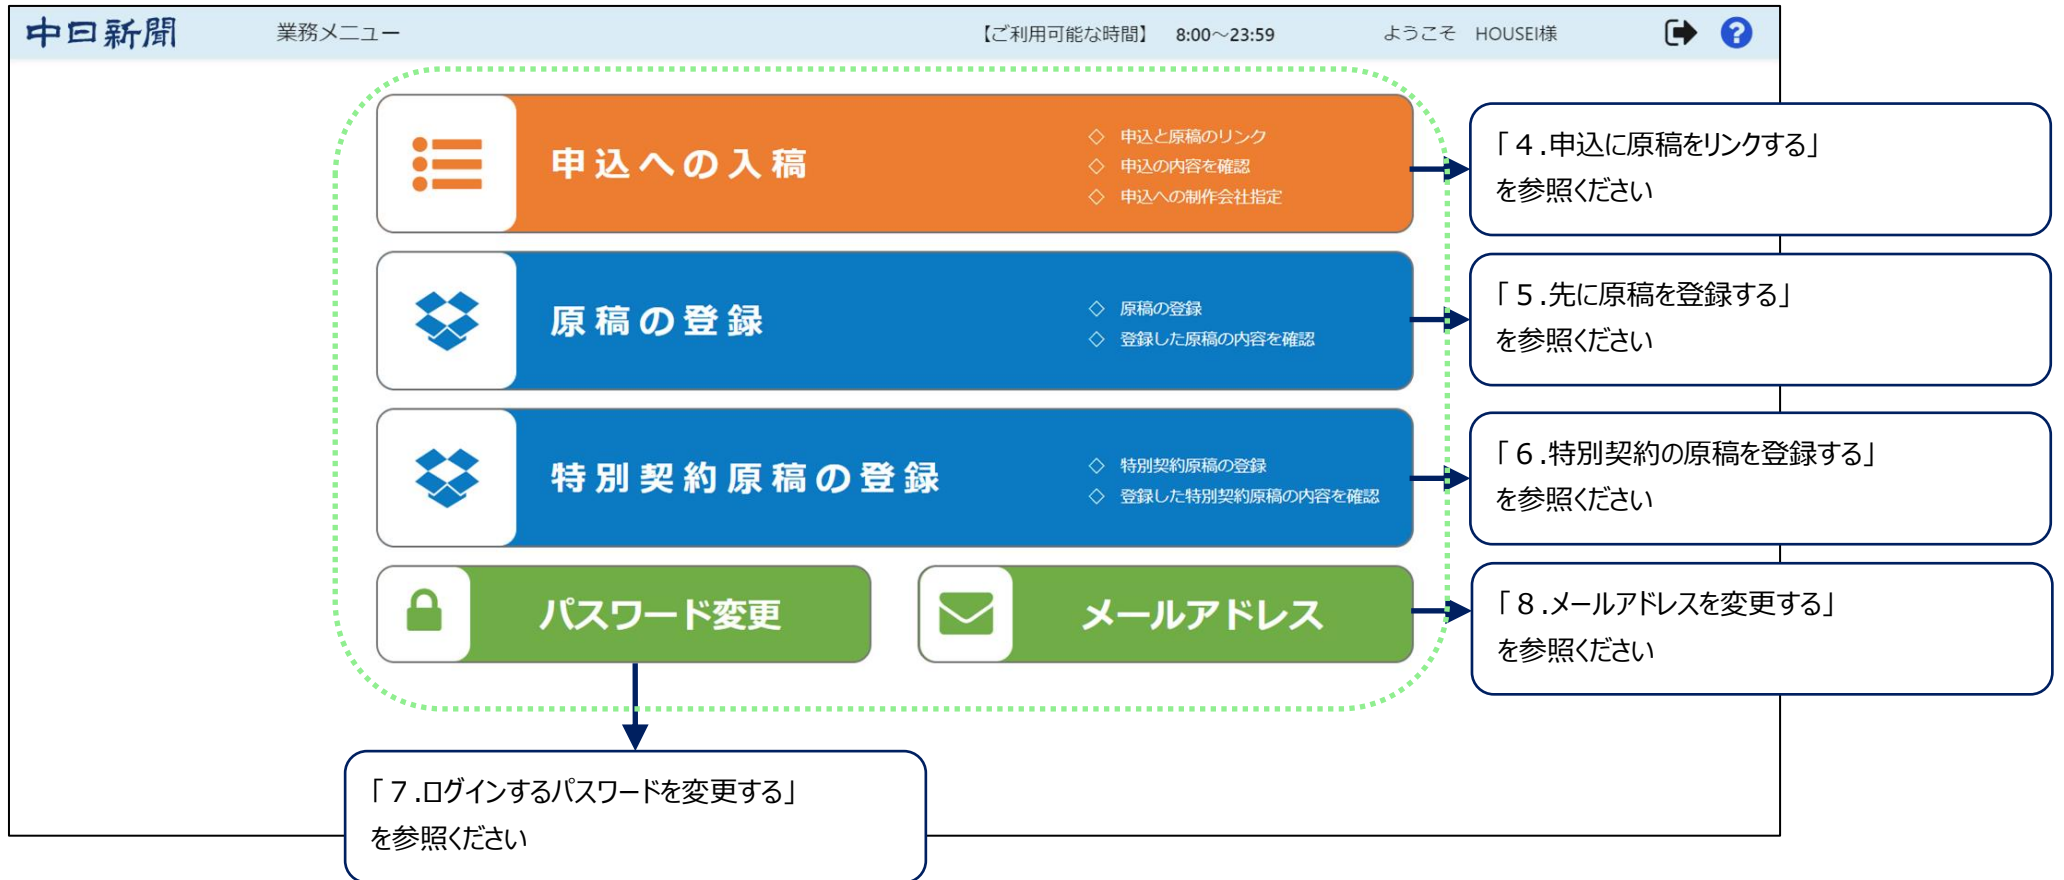 中日新聞
業務メニュー
【ご利用可能な時間】 8:00～23:59
ようこそ HOUSEI様
申込への入稿
◇ 申込と原稿のリンク
◇ 申込の内容を確認
◇ 申込への制作会社指定
「４.申込に原稿をリンクする」
を参照ください
原稿の登録
◇ 原稿の登録
◇ 登録した原稿の内容を確認
「５.先に原稿を登録する」
を参照ください
特別契約原稿の登録
◇ 特別契約原稿の登録
◇ 登録した特別契約原稿の内容を確認
「６.特別契約の原稿を登録する」
を参照ください
パスワード変更
メールアドレス
「８.メールアドレスを変更する」
を参照ください
「７.ログインするパスワードを変更する」
を参照ください